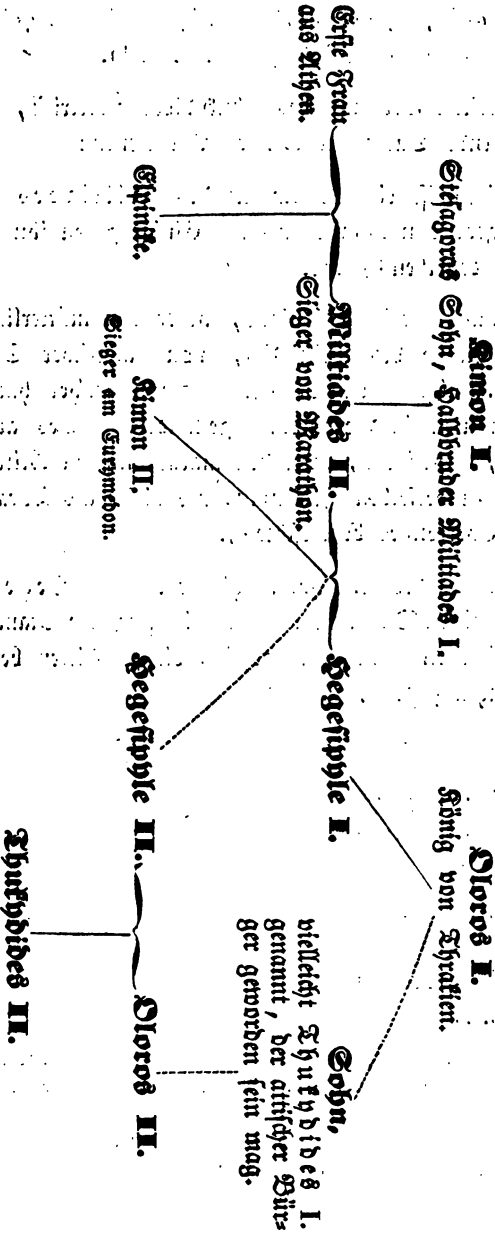 Kimon I.
Stesagoras Sohn, Halbbruder Miltiades I.
Oloros I.
König von Thrakien.
Erste Frau
aus Athen.
Miltiades II.
Sieger von Marathon.
Hegesipyle I.
Sohn,
vielleicht Thukydides I.
genannt, der attischer Bür-
ger geworden sein mag.
Elpinike.
Kimon II.
Sieger am Eurymedon.
Hegesipyle II.
Oloros II.
Thukydides II.